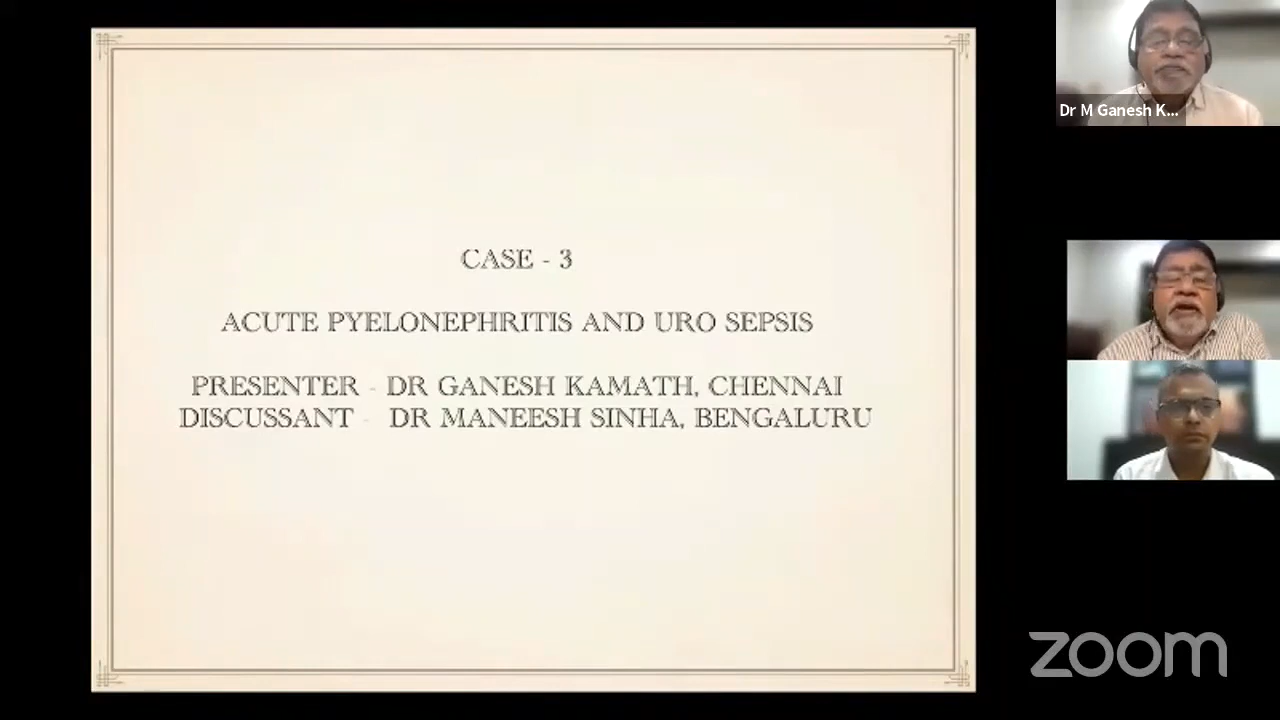 CASE - 3
ACUTE PYELONEPHRITIS AND URO SEPSIS
PRESENTER - DR GANESH KAMATH, CHENNAI
DISCUSSANT - DR MANEESH SINHA, BENGALURU
Dr M Ganesh K...
zoom